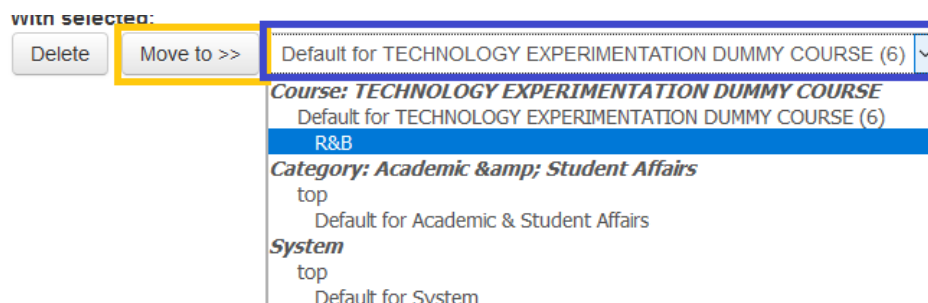 With selected:
Delete Move to >> Default for TECHNOLOGY EXPERIMENTATION DUMMY COURSE (6)
Course: TECHNOLOGY EXPERIMENTATION DUMMY COURSE
Default for TECHNOLOGY EXPERIMENTATION DUMMY COURSE (6)
R&B
Category: Academic &amp; Student Affairs
top
Default for Academic & Student Affairs
System
top
Default for System